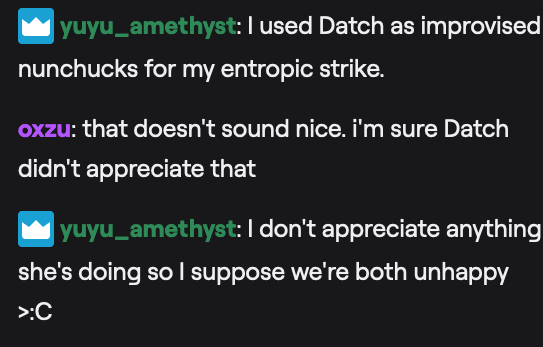 yuyu_amethyst: I used Datch as improvised
nunchucks for my entropic strike.
oxzu: that doesn't sound nice. i'm sure Datch
didn't appreciate that
yuyu_amethyst: I don't appreciate anything
she's doing so I suppose we're both unhappy
>:C